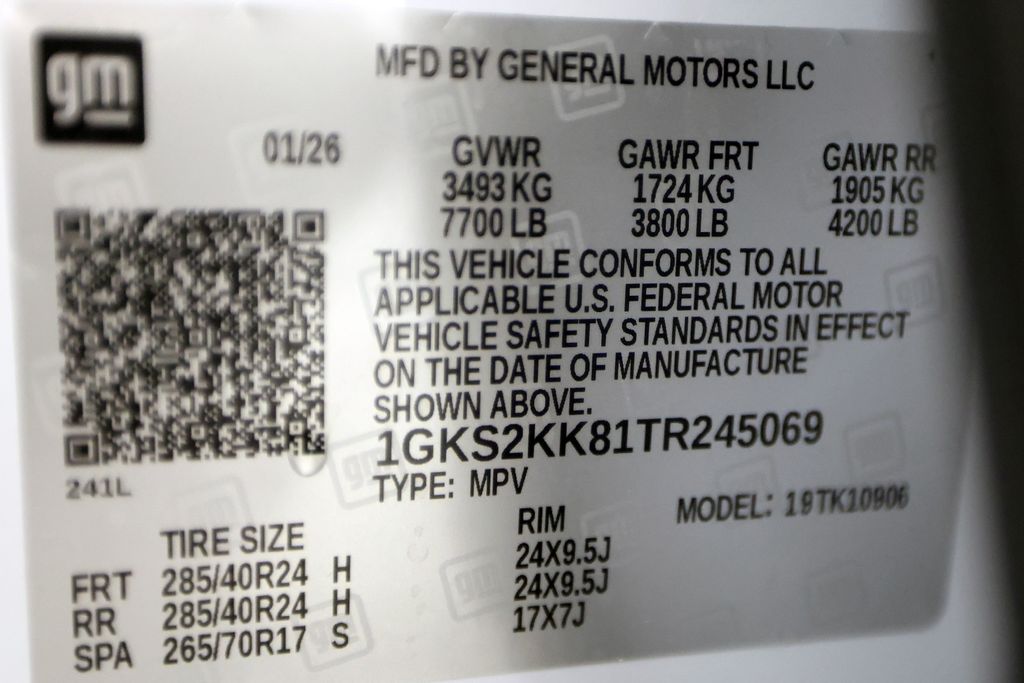 gm
MFD BY GENERAL MOTORS LLC
01/26 GVWR GAWR FRT GAWR RR
3493 KG 1724 KG 1905 KG
7700 LB 3800 LB 4200 LB
THIS VEHICLE CONFORMS TO ALL
APPLICABLE U.S. FEDERAL MOTOR
VEHICLE SAFETY STANDARDS IN EFFECT
ON THE DATE OF MANUFACTURE
SHOWN ABOVE.
1GKS2KK81TR245069
241L
TYPE: MPV
MODEL: 19TK10906
TIRE SIZE RIM
FRT 285/40R24 H 24X9.5J
RR 285/40R24 H 24X9.5J
SPA 265/70R17 S 17X7J